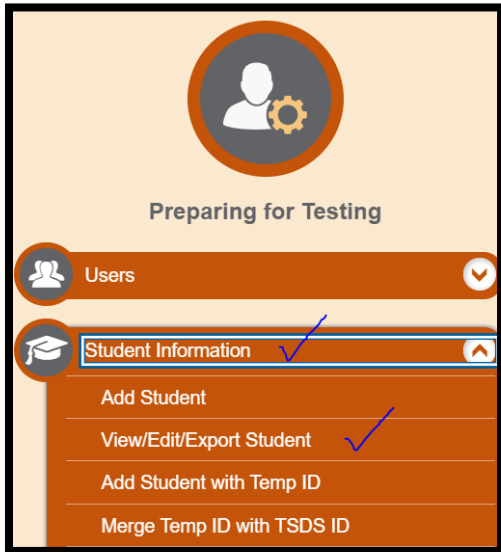 Preparing for Testing
Users
Student Information
Add Student
View/Edit/Export Student
Add Student with Temp ID
Merge Temp ID with TSDS ID